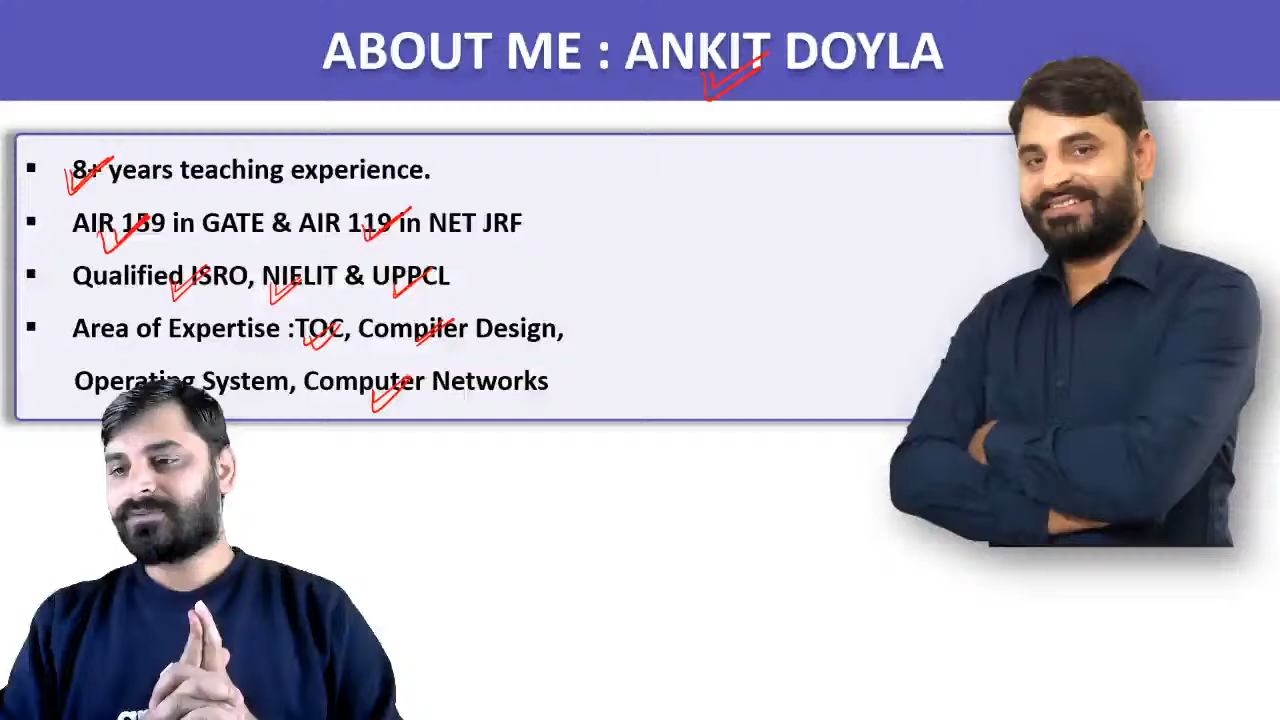 ABOUT ME : ANKIT DOYLA
▪ 8+ years teaching experience.
▪ AIR 159 in GATE & AIR 119 in NET JRF
▪ Qualified ISRO, NIELIT & UPPCL
▪ Area of Expertise :TOC, Compiler Design,
Operating System, Computer Networks